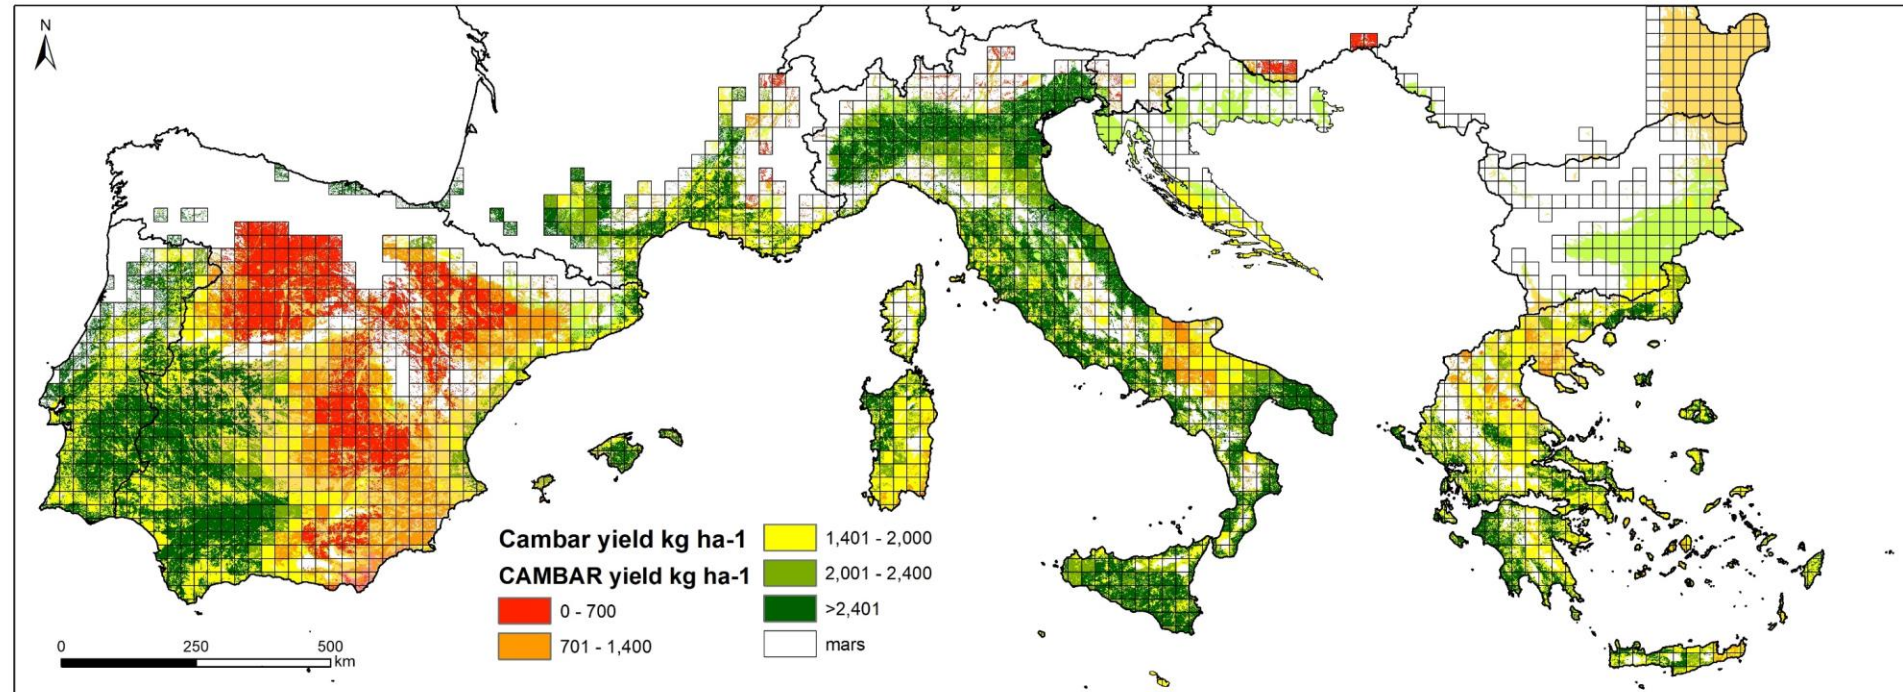 N
Cambar yield kg ha-1
CAMBAR yield kg ha-1
0 - 700
701 - 1,400
1,401 - 2,000
2,001 - 2,400
>2,401
mars
0 250 500
km